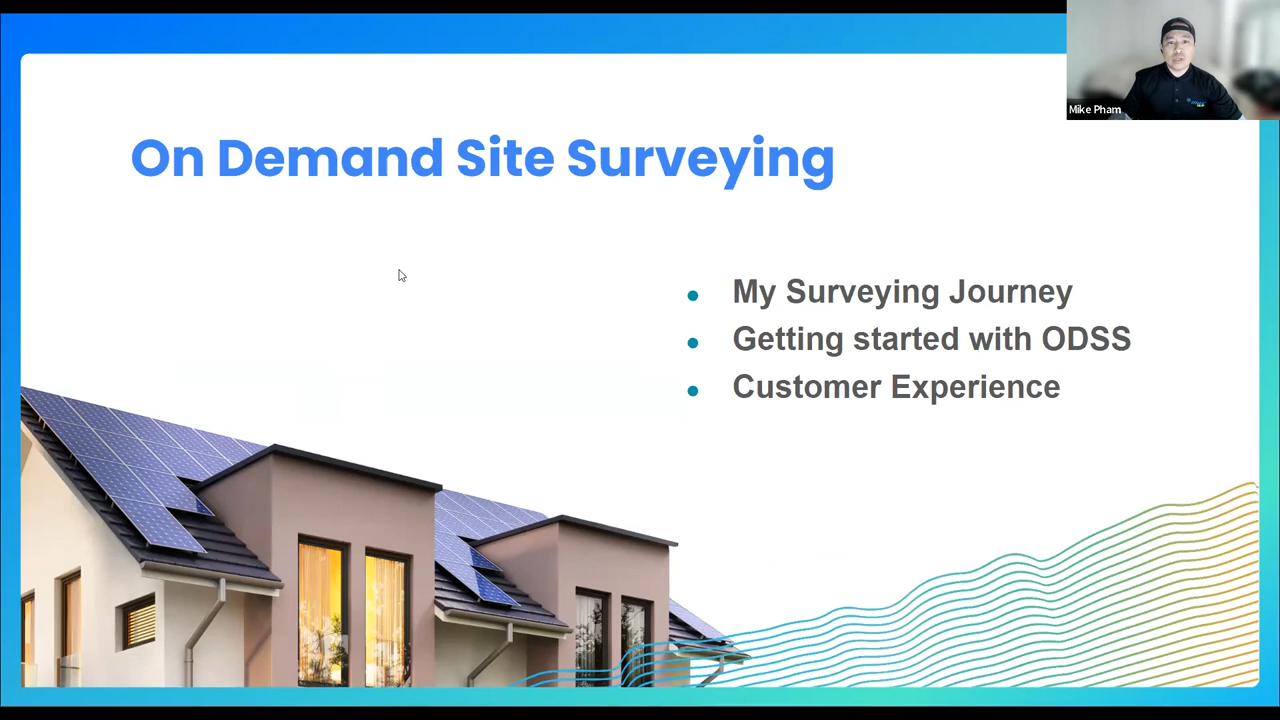 On Demand Site Surveying
Mike Pham
My Surveying Journey
Getting started with ODSS
Customer Experience